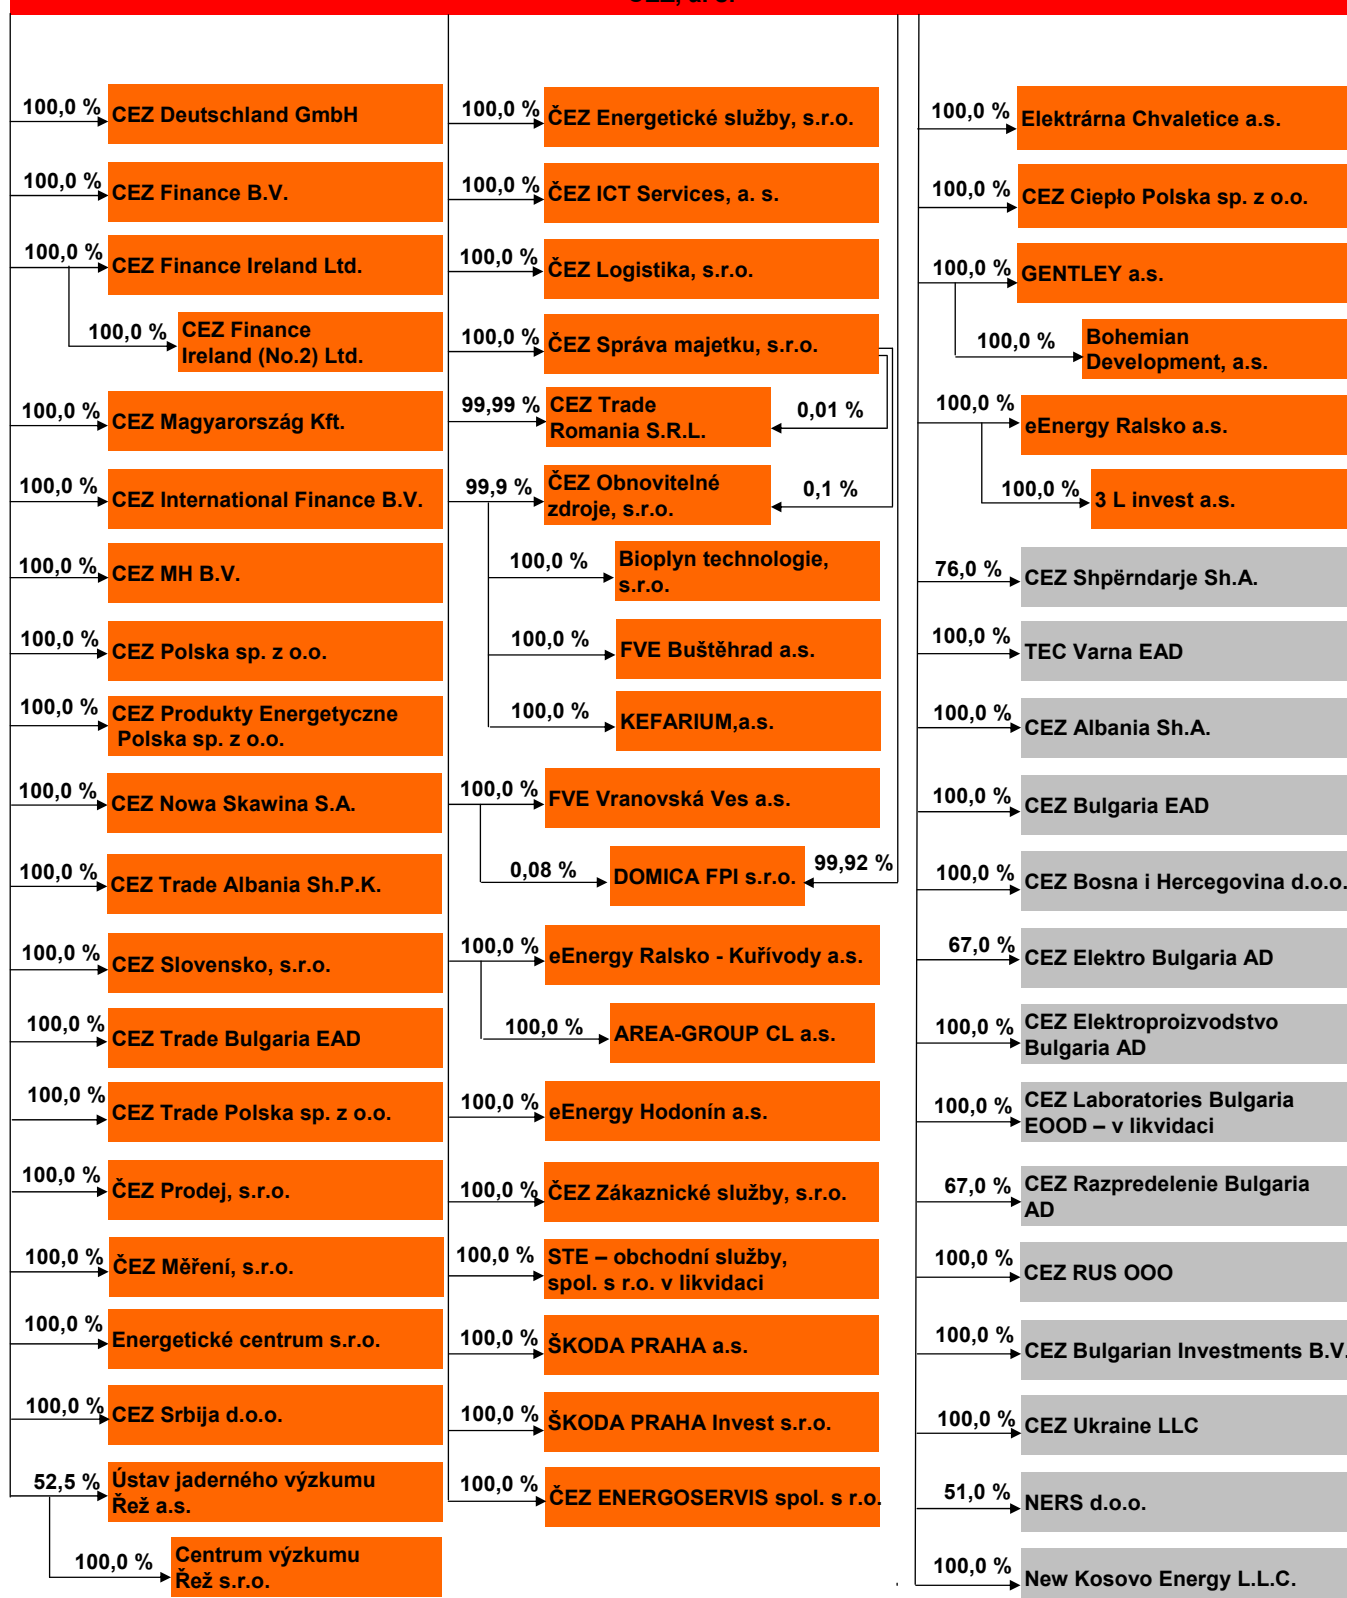 100,0 %
CEZ Deutschland GmbH
100,0 %
CEZ Finance B.V.
100,0 %
CEZ Finance Ireland Ltd.
100,0 %
CEZ Finance
Ireland (No.2) Ltd.
100,0 %
CEZ Magyarország Kft.
100,0 %
CEZ International Finance B.V.
100,0 %
CEZ MH B.V.
100,0 %
CEZ Polska sp. z o.o.
100,0 %
CEZ Produkty Energetyczne
Polska sp. z o.o.
100,0 %
CEZ Nowa Skawina S.A.
100,0 %
CEZ Trade Albania Sh.P.K.
100,0 %
CEZ Slovensko, s.r.o.
100,0 %
CEZ Trade Bulgaria EAD
100,0 %
CEZ Trade Polska sp. z o.o.
100,0 %
ČEZ Prodej, s.r.o.
100,0 %
ČEZ Měření, s.r.o.
100,0 %
Energetické centrum s.r.o.
100,0 %
CEZ Srbija d.o.o.
52,5 %
Ústav jaderného výzkumu
Řež a.s.
100,0 %
Centrum výzkumu
Řež s.r.o.
100,0 %
ČEZ Energetické služby, s.r.o.
100,0 %
ČEZ ICT Services, a. s.
100,0 %
ČEZ Logistika, s.r.o.
100,0 %
ČEZ Správa majetku, s.r.o.
99,99 %
CEZ Trade
Romania S.R.L.
0,01 %
99,9 %
ČEZ Obnovitelné
zdroje, s.r.o.
0,1 %
100,0 %
Bioplyn technologie,
s.r.o.
100,0 %
FVE Buštěhrad a.s.
100,0 %
KEFARIUM,a.s.
100,0 %
FVE Vranovská Ves a.s.
0,08 %
DOMICA FPI s.r.o.
99,92 %
100,0 %
eEnergy Ralsko - Kuřívody a.s.
100,0 %
AREA-GROUP CL a.s.
100,0 %
eEnergy Hodonín a.s.
100,0 %
ČEZ Zákaznické služby, s.r.o.
100,0 %
STE – obchodní služby,
spol. s r.o. v likvidaci
100,0 %
ŠKODA PRAHA a.s.
100,0 %
ŠKODA PRAHA Invest s.r.o.
100,0 %
ČEZ ENERGOSERVIS spol. s r.o.
100,0 %
Elektrárna Chvaletice a.s.
100,0 %
CEZ Ciepło Polska sp. z o.o.
100,0 %
GENTLEY a.s.
100,0 %
Bohemian
Development, a.s.
100,0 %
eEnergy Ralsko a.s.
100,0 %
3 L invest a.s.
76,0 %
CEZ Shpërndarje Sh.A.
100,0 %
TEC Varna EAD
100,0 %
CEZ Albania Sh.A.
100,0 %
CEZ Bulgaria EAD
100,0 %
CEZ Bosna i Hercegovina d.o.o.
67,0 %
CEZ Elektro Bulgaria AD
100,0 %
CEZ Elektroproizvodstvo
Bulgaria AD
100,0 %
CEZ Laboratories Bulgaria
EOOD – v likvidaci
67,0 %
CEZ Razpredelenie Bulgaria
AD
100,0 %
CEZ RUS OOO
100,0 %
CEZ Bulgarian Investments B.V.
100,0 %
CEZ Ukraine LLC
51,0 %
NERS d.o.o.
100,0 %
New Kosovo Energy L.L.C.